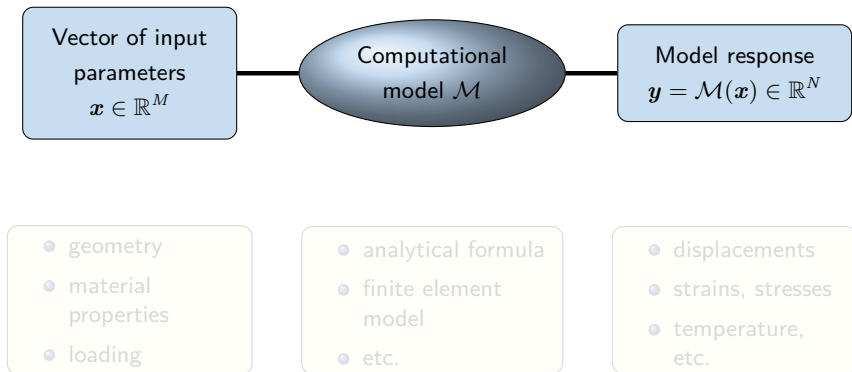 Vector of input
parameters
x ∈ ℝ^M
Computational
model ℳ
Model response
y = ℳ(x) ∈ ℝ^N
geometry
material
properties
loading
analytical formula
finite element
model
etc.
displacements
strains, stresses
temperature,
etc.